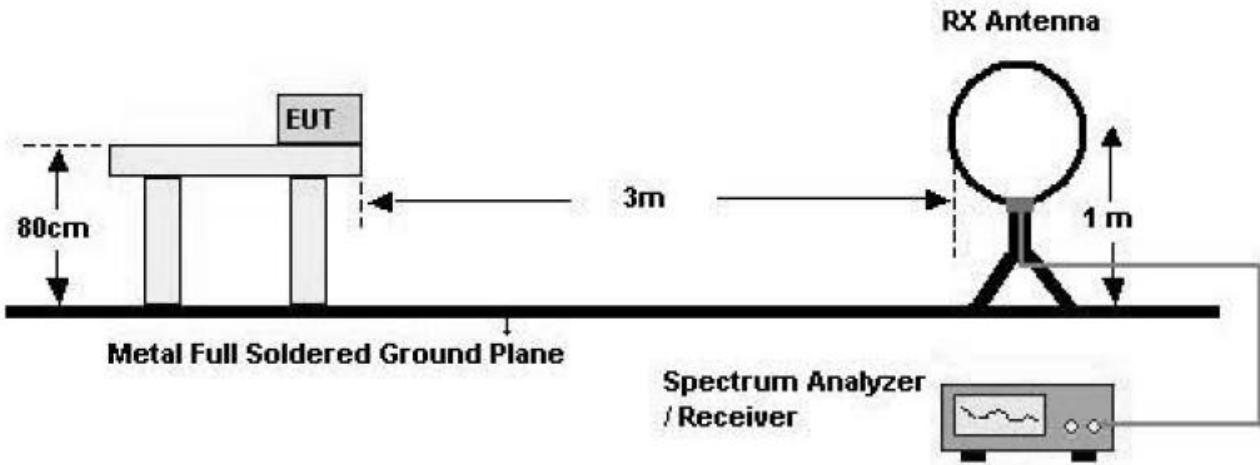 RX Antenna
EUT
3m
80cm
1 m
Metal Full Soldered Ground Plane
Spectrum Analyzer
/ Receiver